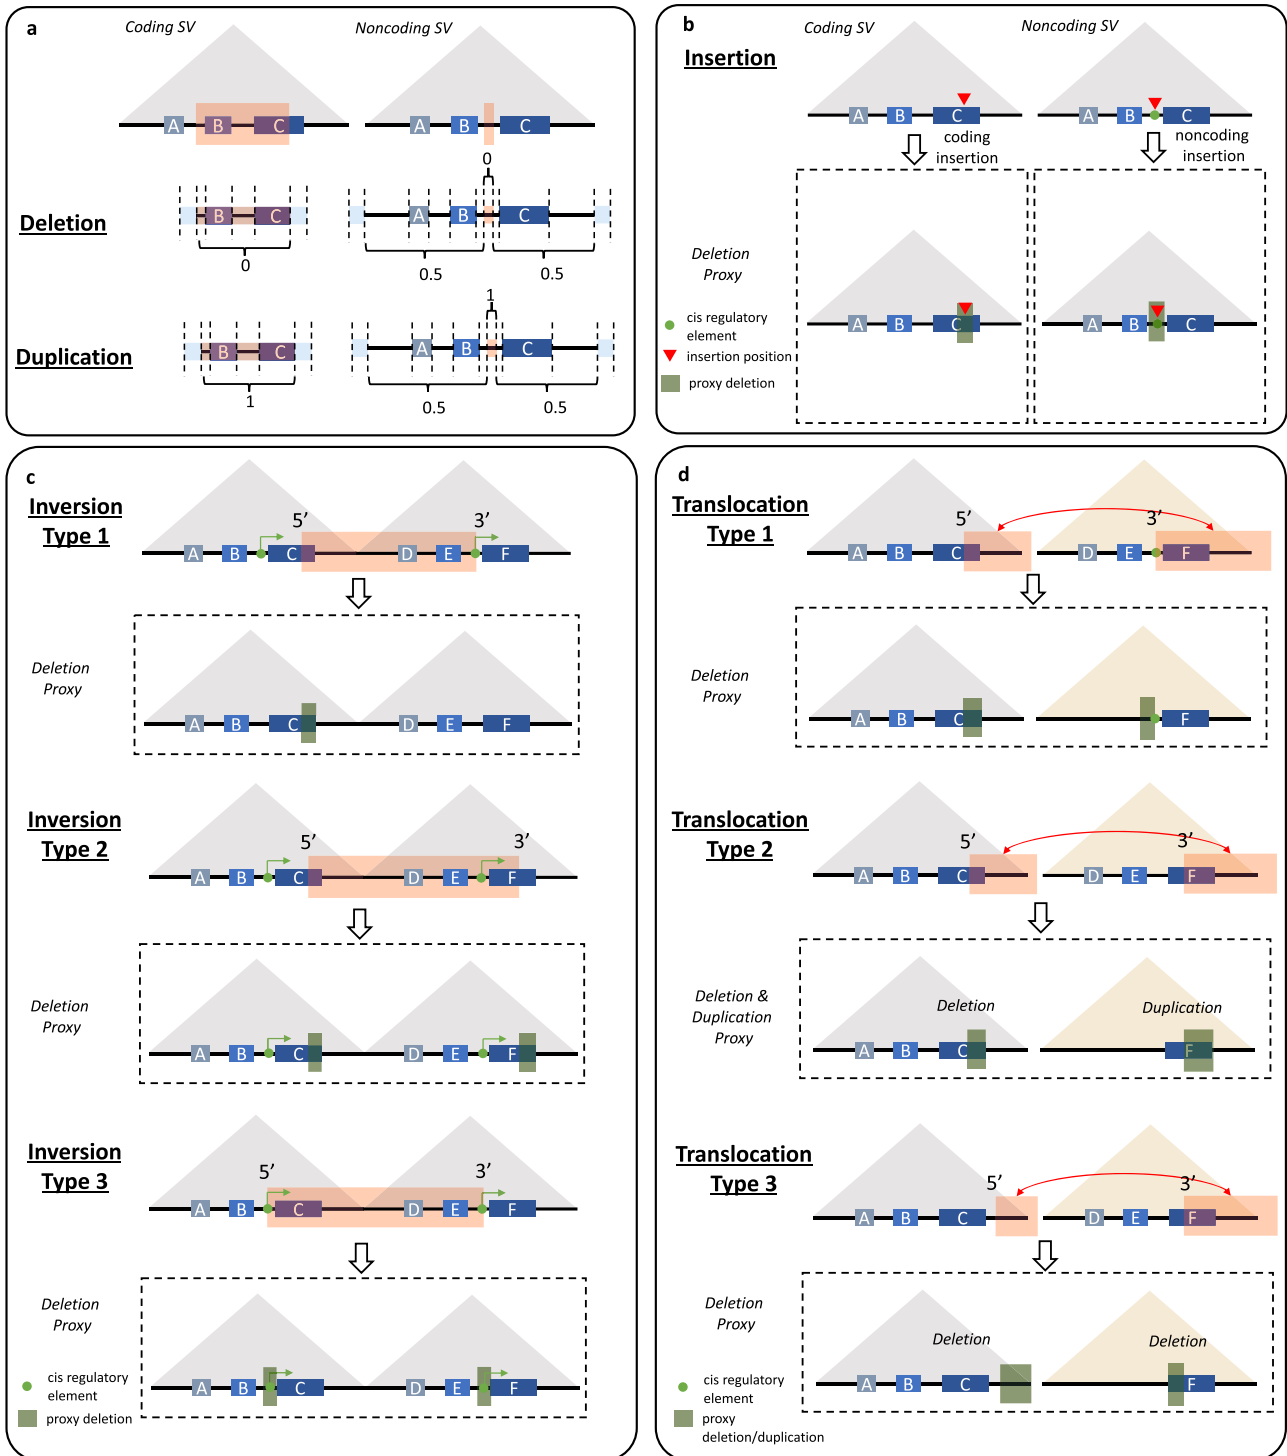 a
Coding SV
Noncoding SV
A
B
C
A
B
C
0
Deletion
B
C
A
B
C
0
0.5
0.5
1
Duplication
B
C
A
B
C
1
0.5
0.5
b
Coding SV
Noncoding SV
Insertion
A
B
C
A
B
C
coding
insertion
noncoding
insertion
Deletion
Proxy
A
B
C
A
B
C
cis regulatory
element
insertion position
proxy deletion
c
Inversion
Type 1
5’
3’
A
B
C
D
E
F
Deletion
Proxy
A
B
C
D
E
F
Inversion
Type 2
5’
3’
A
B
C
D
E
F
Deletion
Proxy
A
B
C
D
E
F
Inversion
Type 3
5’
3’
A
B
C
D
E
F
Deletion
Proxy
A
B
C
D
E
F
cis regulatory
element
proxy deletion
d
Translocation
Type 1
5’
3’
A
B
C
D
E
F
Deletion
Proxy
A
B
C
F
Translocation
Type 2
5’
3’
A
B
C
D
E
F
Deletion &
Duplication
Proxy
Deletion
Duplication
A
B
C
F
Translocation
Type 3
5’
3’
A
B
C
D
E
F
Deletion
Proxy
Deletion
Deletion
A
B
C
F
cis regulatory
element
proxy
deletion/duplication